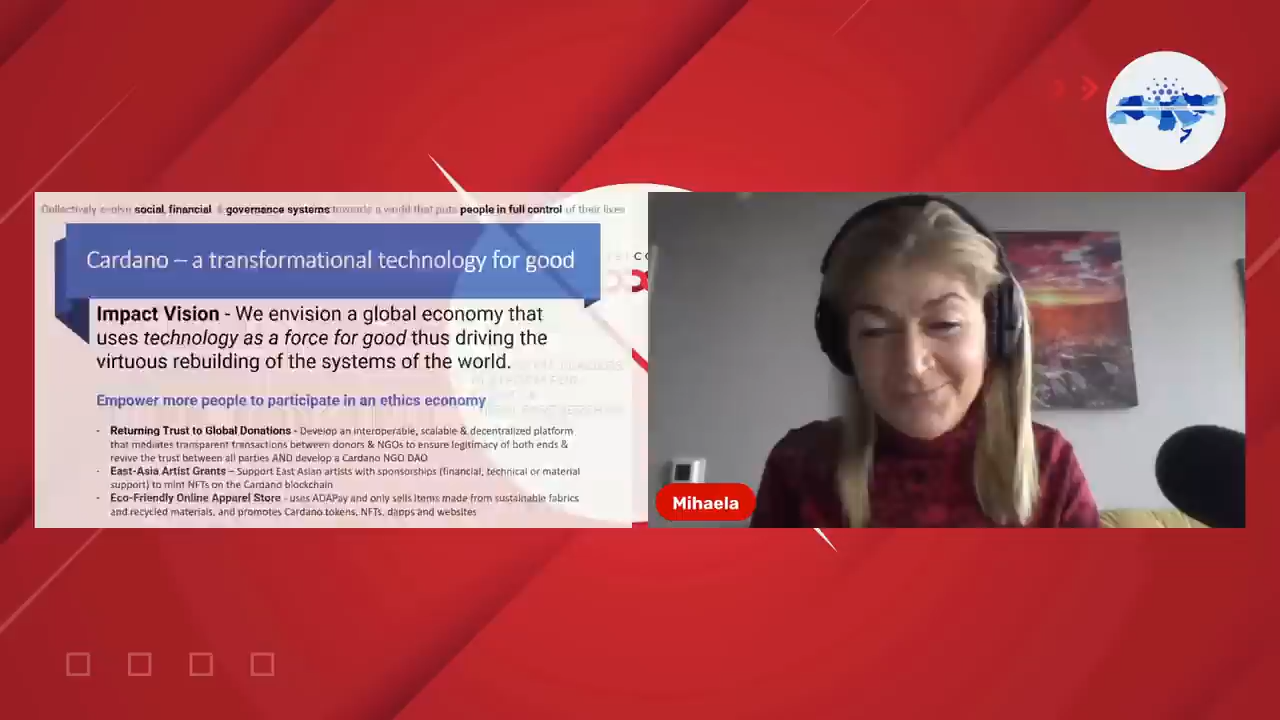 Collectively evolve social, financial & governance systems towards a world that puts people in full control of their lives
Cardano – a transformational technology for good
Impact Vision - We envision a global economy that
uses technology as a force for good thus driving the
virtuous rebuilding of the systems of the world.
Empower more people to participate in an ethics economy
- Returning Trust to Global Donations - Develop an interoperable, scalable & decentralized platform
that mediates transparent transactions between donors & NGOs to ensure legitimacy of both ends &
revive the trust between all parties AND develop a Cardano NGO DAO
- East-Asia Artist Grants – Support East Asian artists with sponsorships (financial, technical or material
support) to mint NFTs on the Cardano blockchain
- Eco-Friendly Online Apparel Store - uses ADAPay and only sells items made from sustainable fabrics
and recycled materials, and promotes Cardano tokens, NFTs, dapps and websites
Mihaela